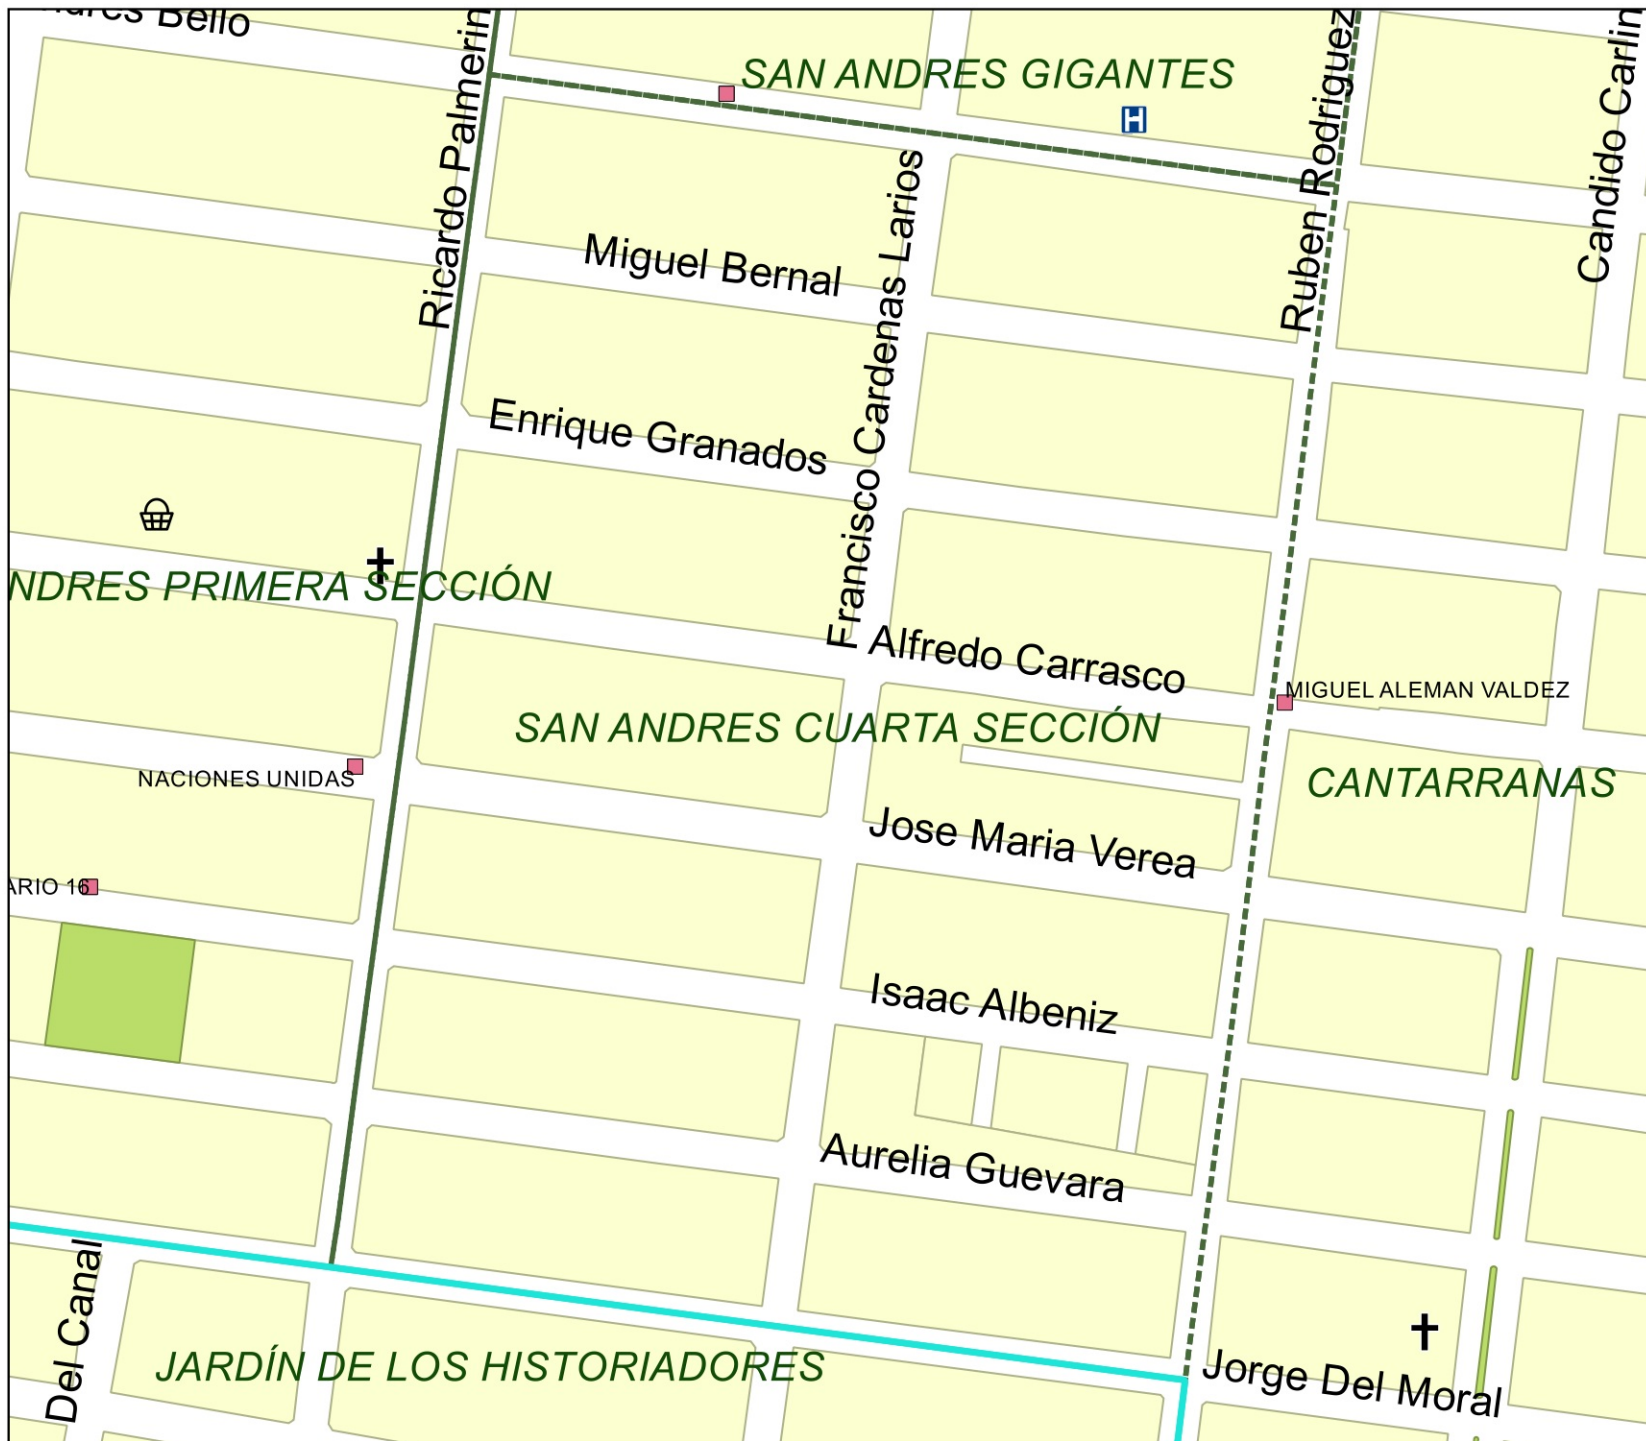 Bello
Ricardo Palmerin
SAN ANDRES GIGANTES
Ruben Rodriguez
Candido Carlin
Miguel Bernal
Francisco Cardenas Larios
Enrique Granados
NDRES PRIMERA SECCIÓN
Alfredo Carrasco
MIGUEL ALEMAN VALDEZ
SAN ANDRES CUARTA SECCIÓN
NACIONES UNIDAS
CANTARRANAS
Jose Maria Verea
ARIO 16
Isaac Albeniz
Aurelia Guevara
Del Canal
JARDÍN DE LOS HISTORIADORES
Jorge Del Moral